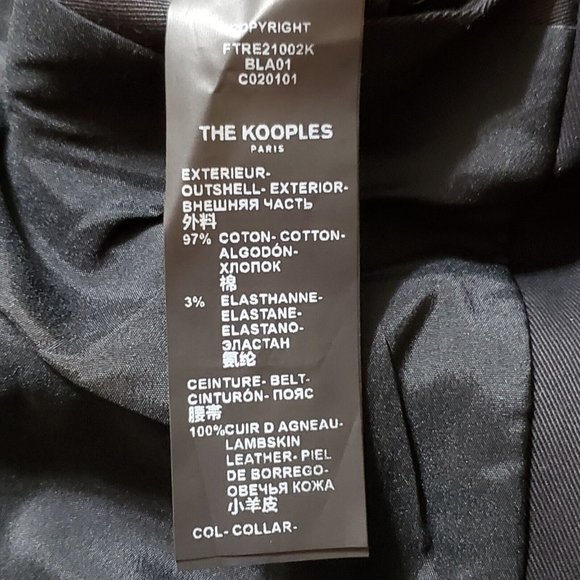 COPYRIGHT
FTRE21002K
BLA01
C020101
THE KOOPLES
PARIS
EXTERIEUR-
OUTSHELL- EXTERIOR-
ВНЕШНЯЯ ЧАСТЬ
外料
97% COTON- COTTON-
ALGODÓN-
ХЛОПОК
棉
3% ELASTHANNE-
ELASTANE-
ELASTANO-
ЭЛАСТАН
氨纶
CEINTURE- BELT-
CINTURÓN- ПОЯС
腰带
100%CUIR D AGNEAU-
LAMBSKIN
LEATHER- PIEL
DE BORREGO-
ОВЕЧЬЯ КОЖА
小羊皮
COL- COLLAR-